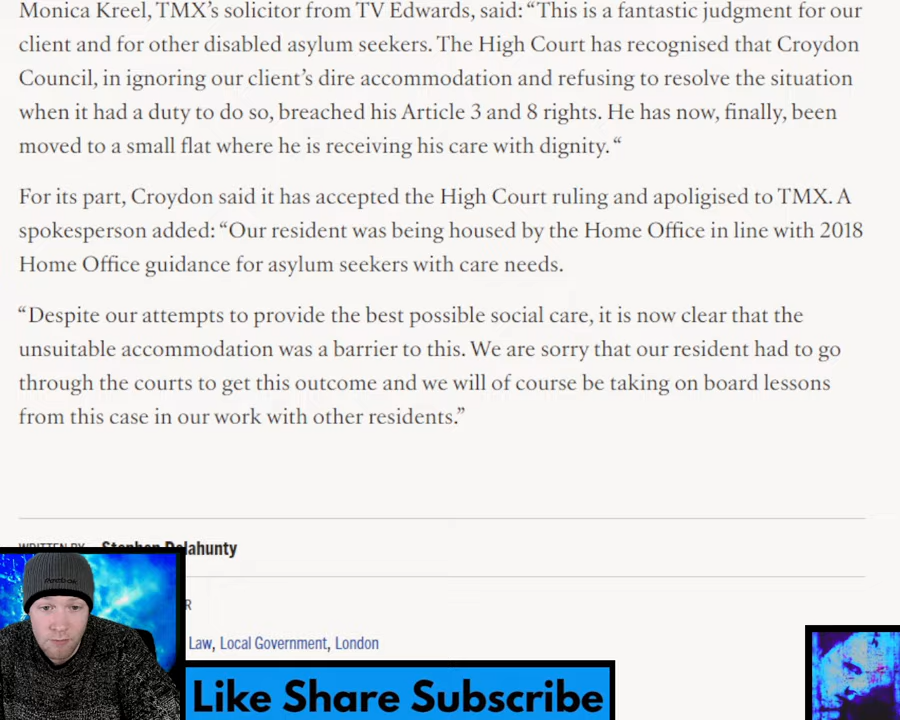 Monica Kreel, TMX's solicitor from TV Edwards, said: "This is a fantastic judgment for our
client and for other disabled asylum seekers. The High Court has recognised that Croydon
Council, in ignoring our client's dire accommodation and refusing to resolve the situation
when it had a duty to do so, breached his Article 3 and 8 rights. He has now, finally, been
moved to a small flat where he is receiving his care with dignity. "
For its part, Croydon said it has accepted the High Court ruling and apoligised to TMX. A
spokesperson added: "Our resident was being housed by the Home Office in line with 2018
Home Office guidance for asylum seekers with care needs.
"Despite our attempts to provide the best possible social care, it is now clear that the
unsuitable accommodation was a barrier to this. We are sorry that our resident had to go
through the courts to get this outcome and we will of course be taking on board lessons
from this case in our work with other residents."
WRITTEN BY Stephen Delahunty
R
Law, Local Government, London
Reebok
Like Share Subscribe